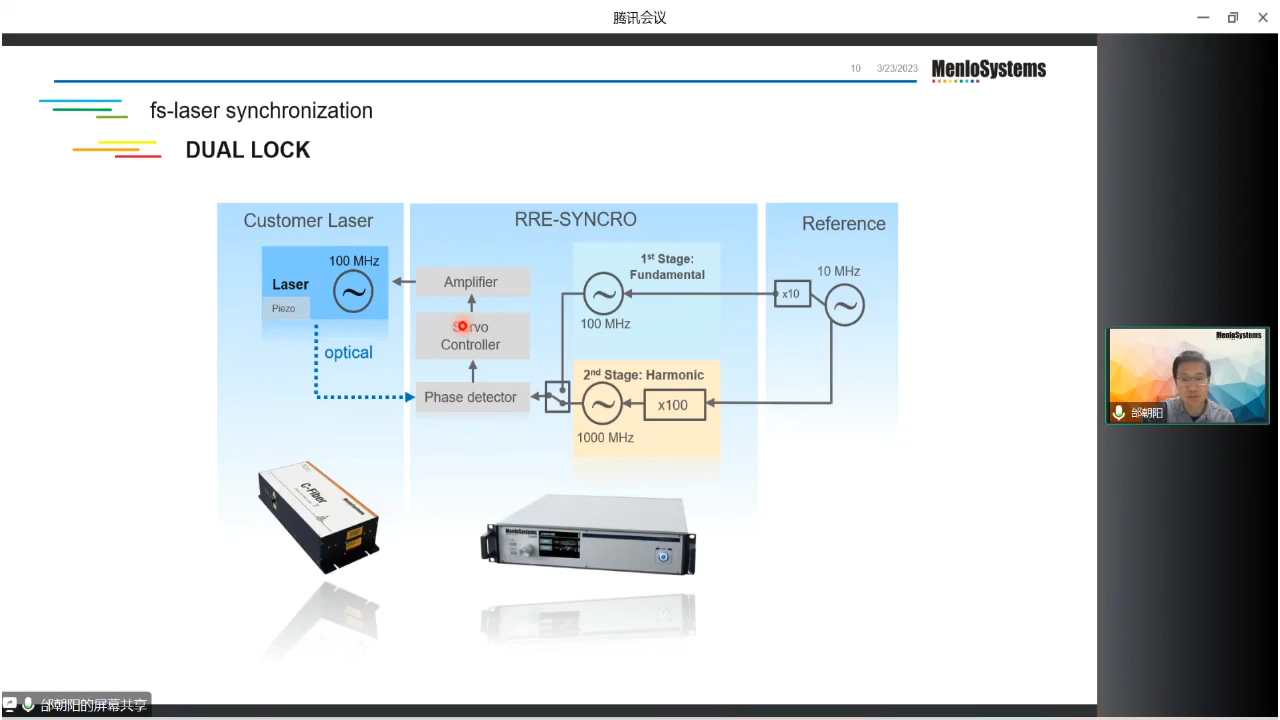 腾讯会议
10 3/23/2023 MenloSystems
fs-laser synchronization
DUAL LOCK
Customer Laser
RRE-SYNCRO
Reference
100 MHz
Laser
Piezo
optical
Amplifier
Servo
Controller
Phase detector
1st Stage:
Fundamental
100 MHz
2nd Stage: Harmonic
x100
1000 MHz
x10
10 MHz
C-Fiber
MenloSystems
MenloSystems
邰朝阳
邰朝阳的屏幕共享